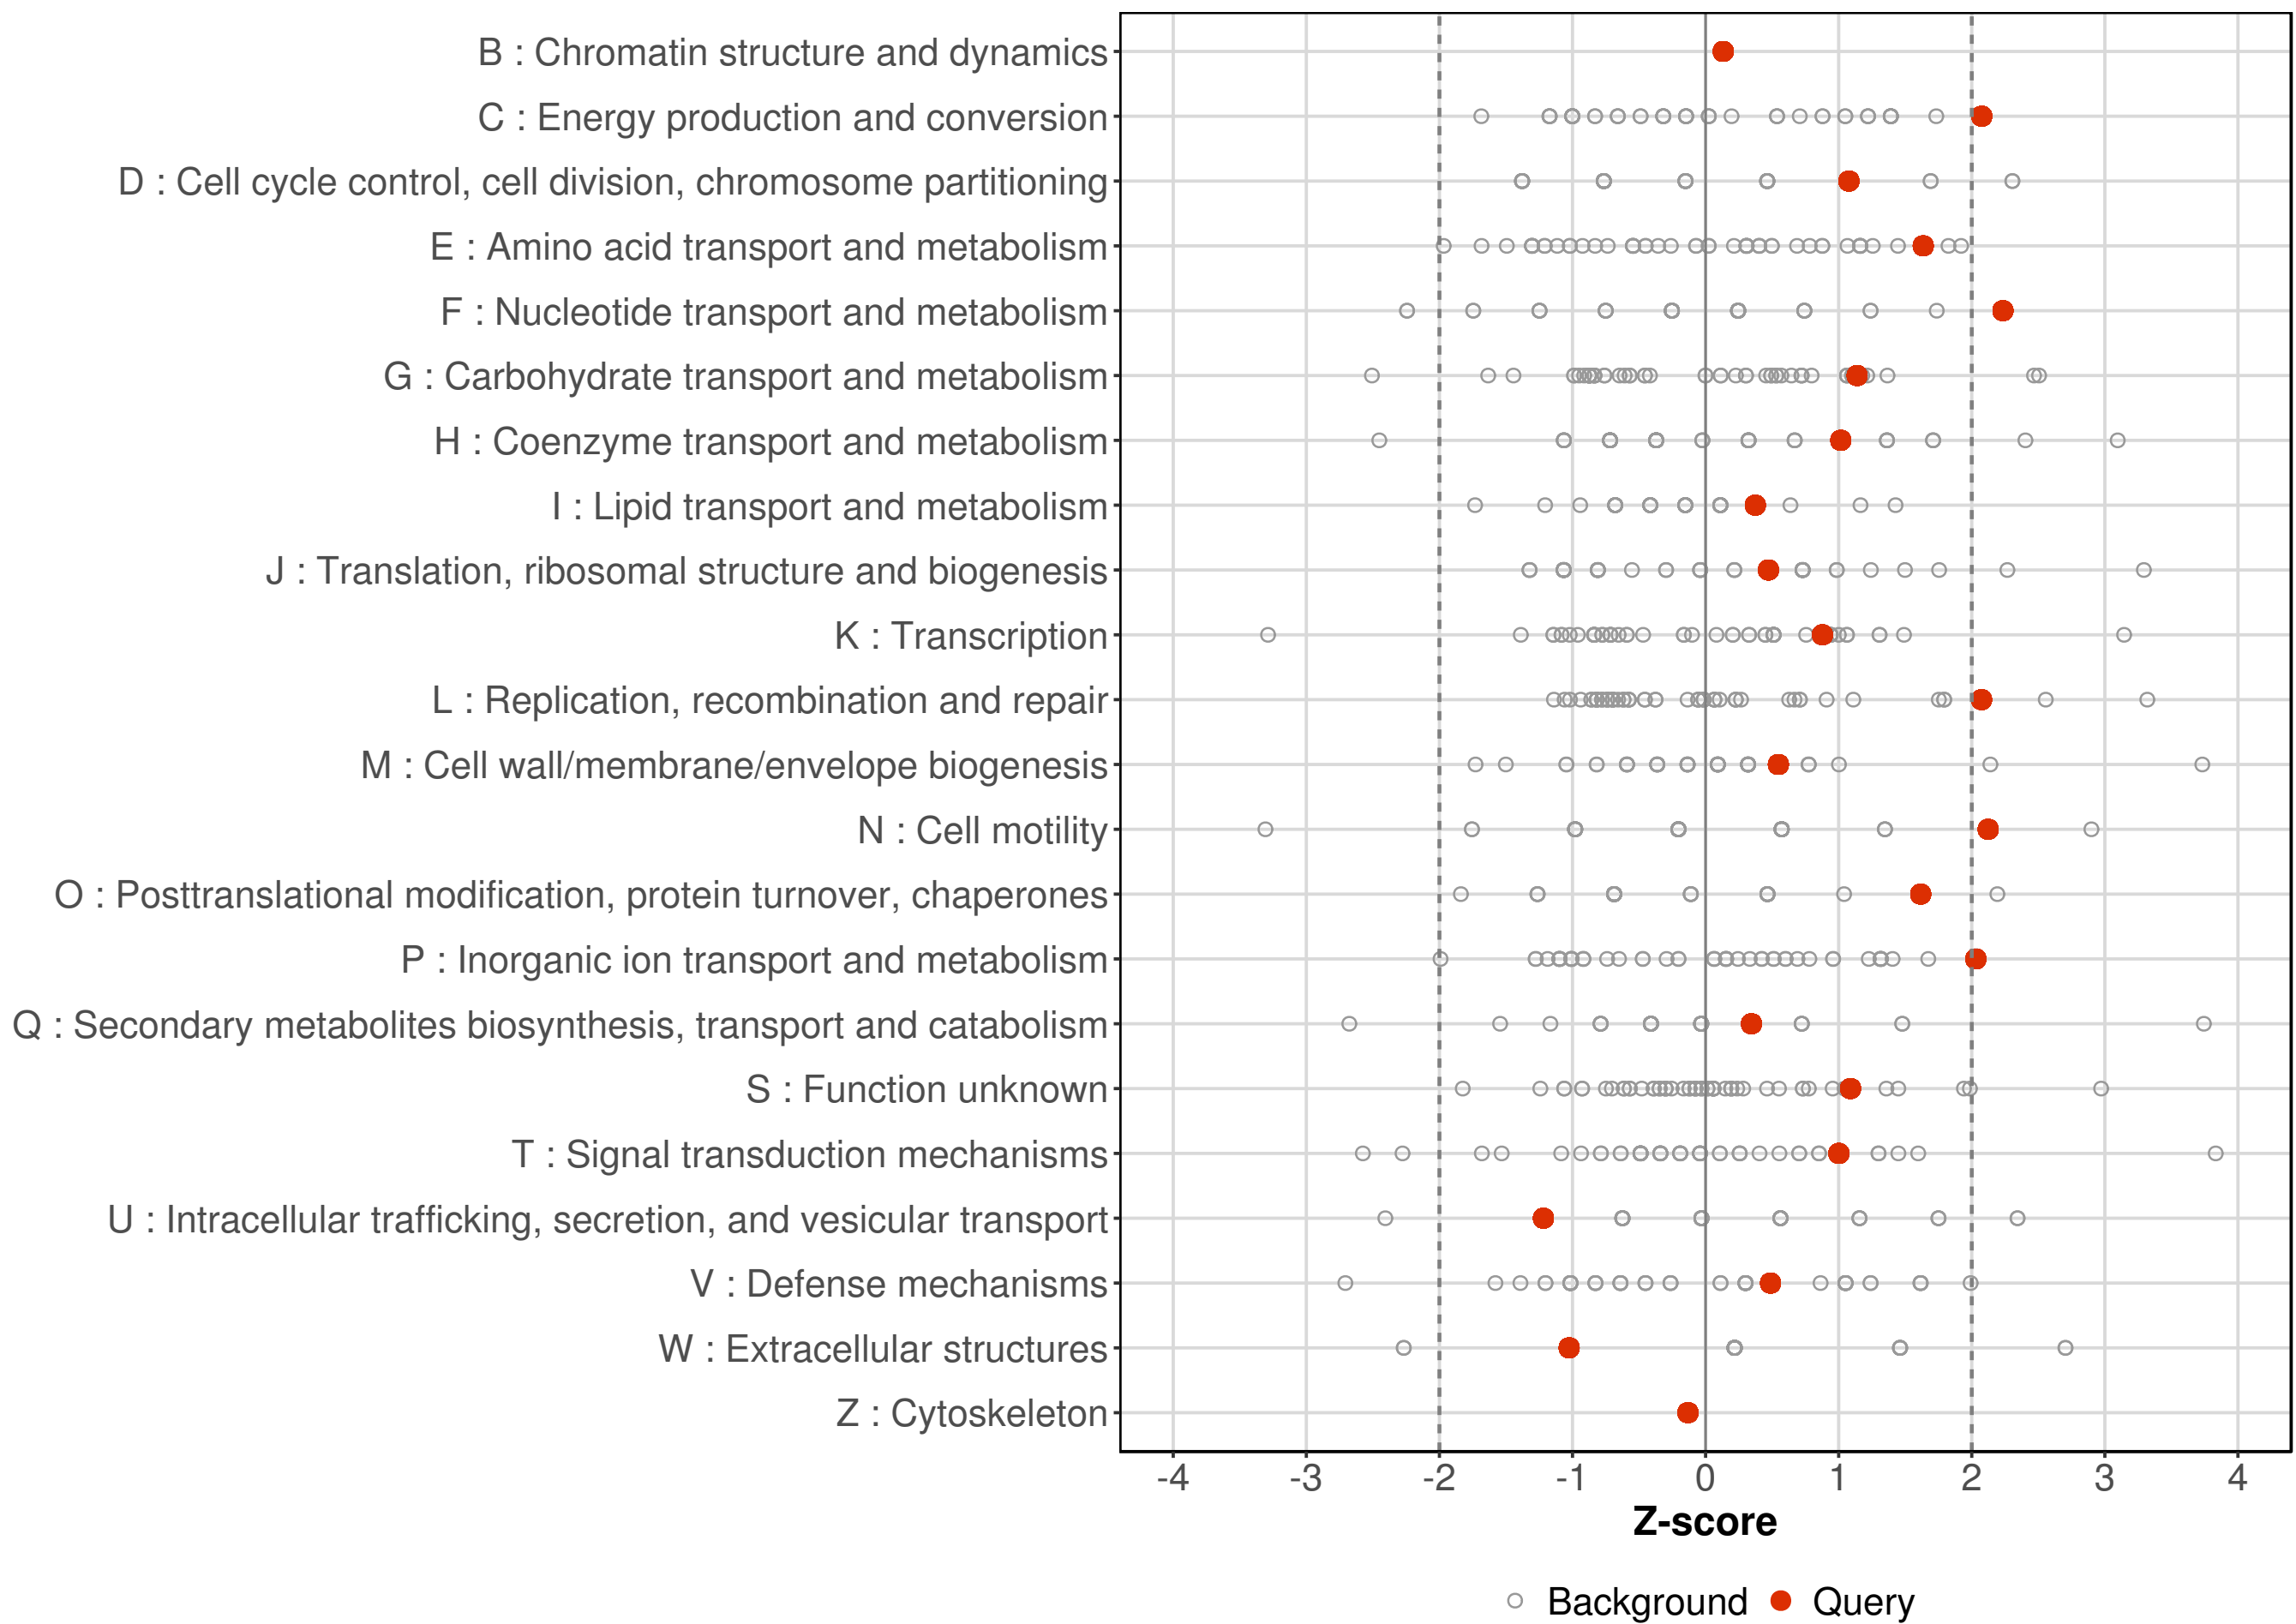 B : Chromatin structure and dynamics
C : Energy production and conversion
D : Cell cycle control, cell division, chromosome partitioning
E : Amino acid transport and metabolism
F : Nucleotide transport and metabolism
G : Carbohydrate transport and metabolism
H : Coenzyme transport and metabolism
I : Lipid transport and metabolism
J : Translation, ribosomal structure and biogenesis
K : Transcription
L : Replication, recombination and repair
M : Cell wall/membrane/envelope biogenesis
N : Cell motility
O : Posttranslational modification, protein turnover, chaperones
P : Inorganic ion transport and metabolism
Q : Secondary metabolites biosynthesis, transport and catabolism
S : Function unknown
T : Signal transduction mechanisms
U : Intracellular trafficking, secretion, and vesicular transport
V : Defense mechanisms
W : Extracellular structures
Z : Cytoskeleton
-4 -3 -2 -1 0 1 2 3 4
Z-score
Background Query